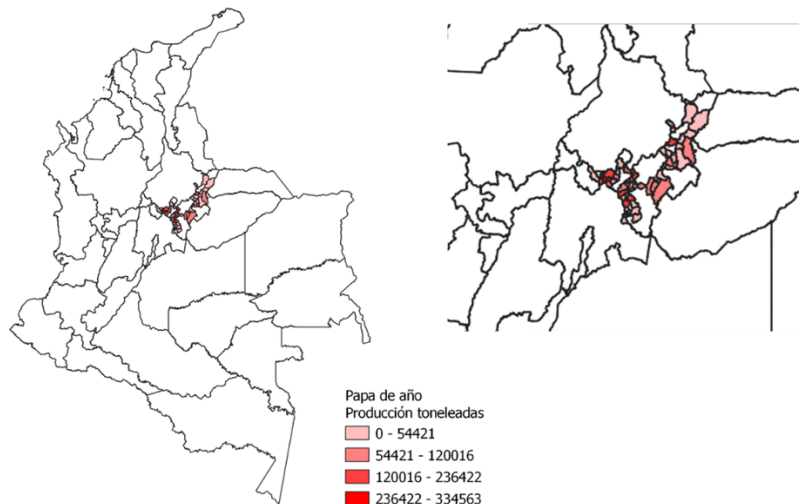 Papa de año
Producción toneleadas
0 - 54421
54421 - 120016
120016 - 236422
236422 - 334563